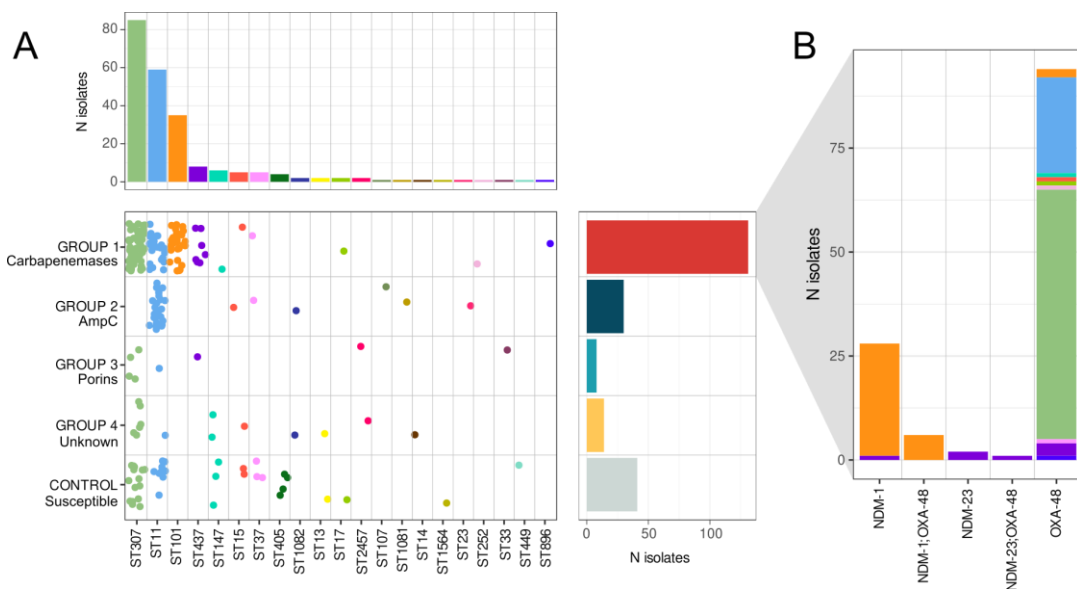 A
B
N isolates
80
60
40
20
0
GROUP 1
Carbapenemases
GROUP 2
AmpC
GROUP 3
Porins
GROUP 4
Unknown
CONTROL
Susceptible
ST307
ST11
ST101
ST437
ST147
ST15
ST37
ST405
ST1082
ST13
ST17
ST2457
ST107
ST1081
ST14
ST1564
ST23
ST252
ST33
ST449
ST896
0
50
100
N isolates
N isolates
75
50
25
0
NDM-1
NDM-1;OXA-48
NDM-23
NDM-23;OXA-48
OXA-48